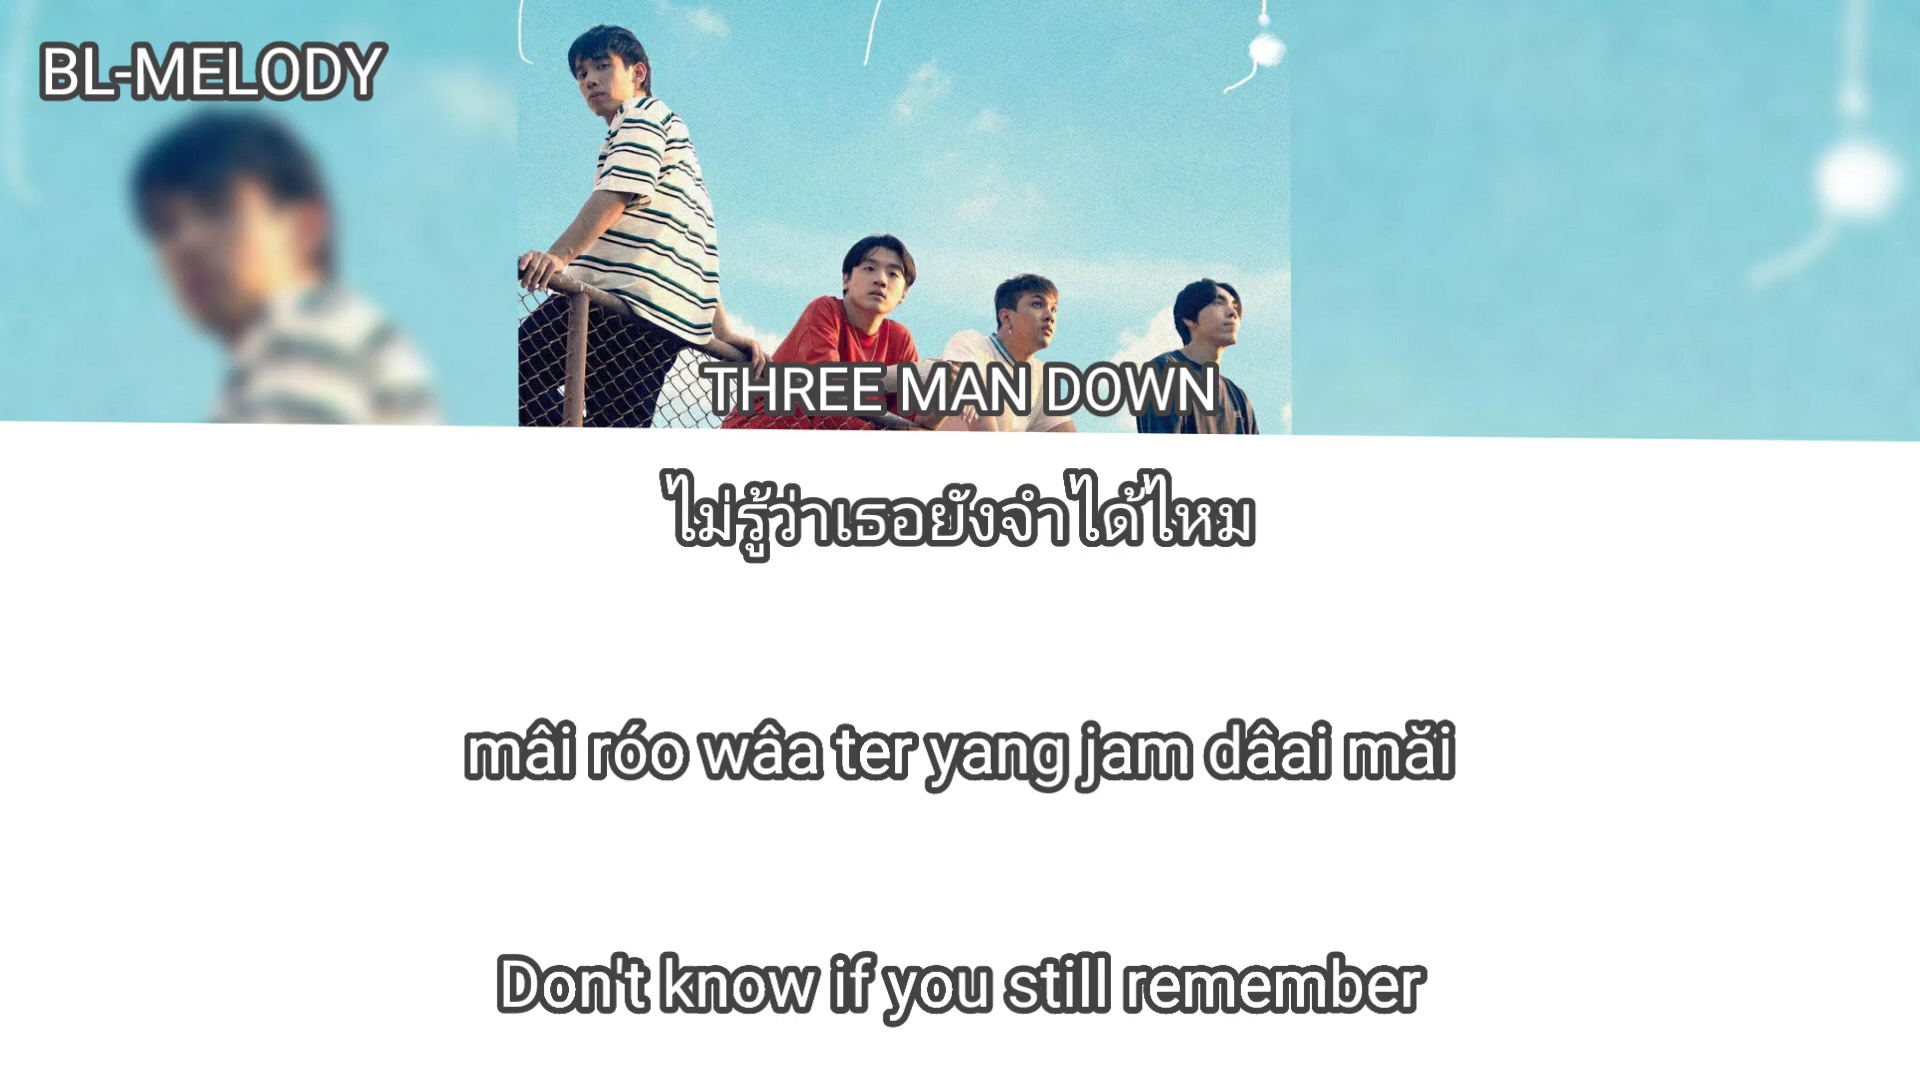 BL-MELODY
THREE MAN DOWN
ไม่รู้ว่าเธอยังจำได้ไหม
mâi róo wâa ter yang jam dâai măi
Don't know if you still remember